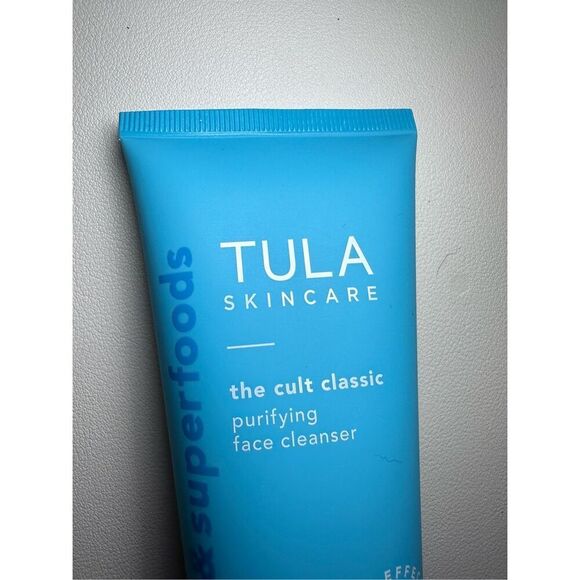 TULA
SKINCARE
the cult classic
purifying
face cleanser
& superfoods